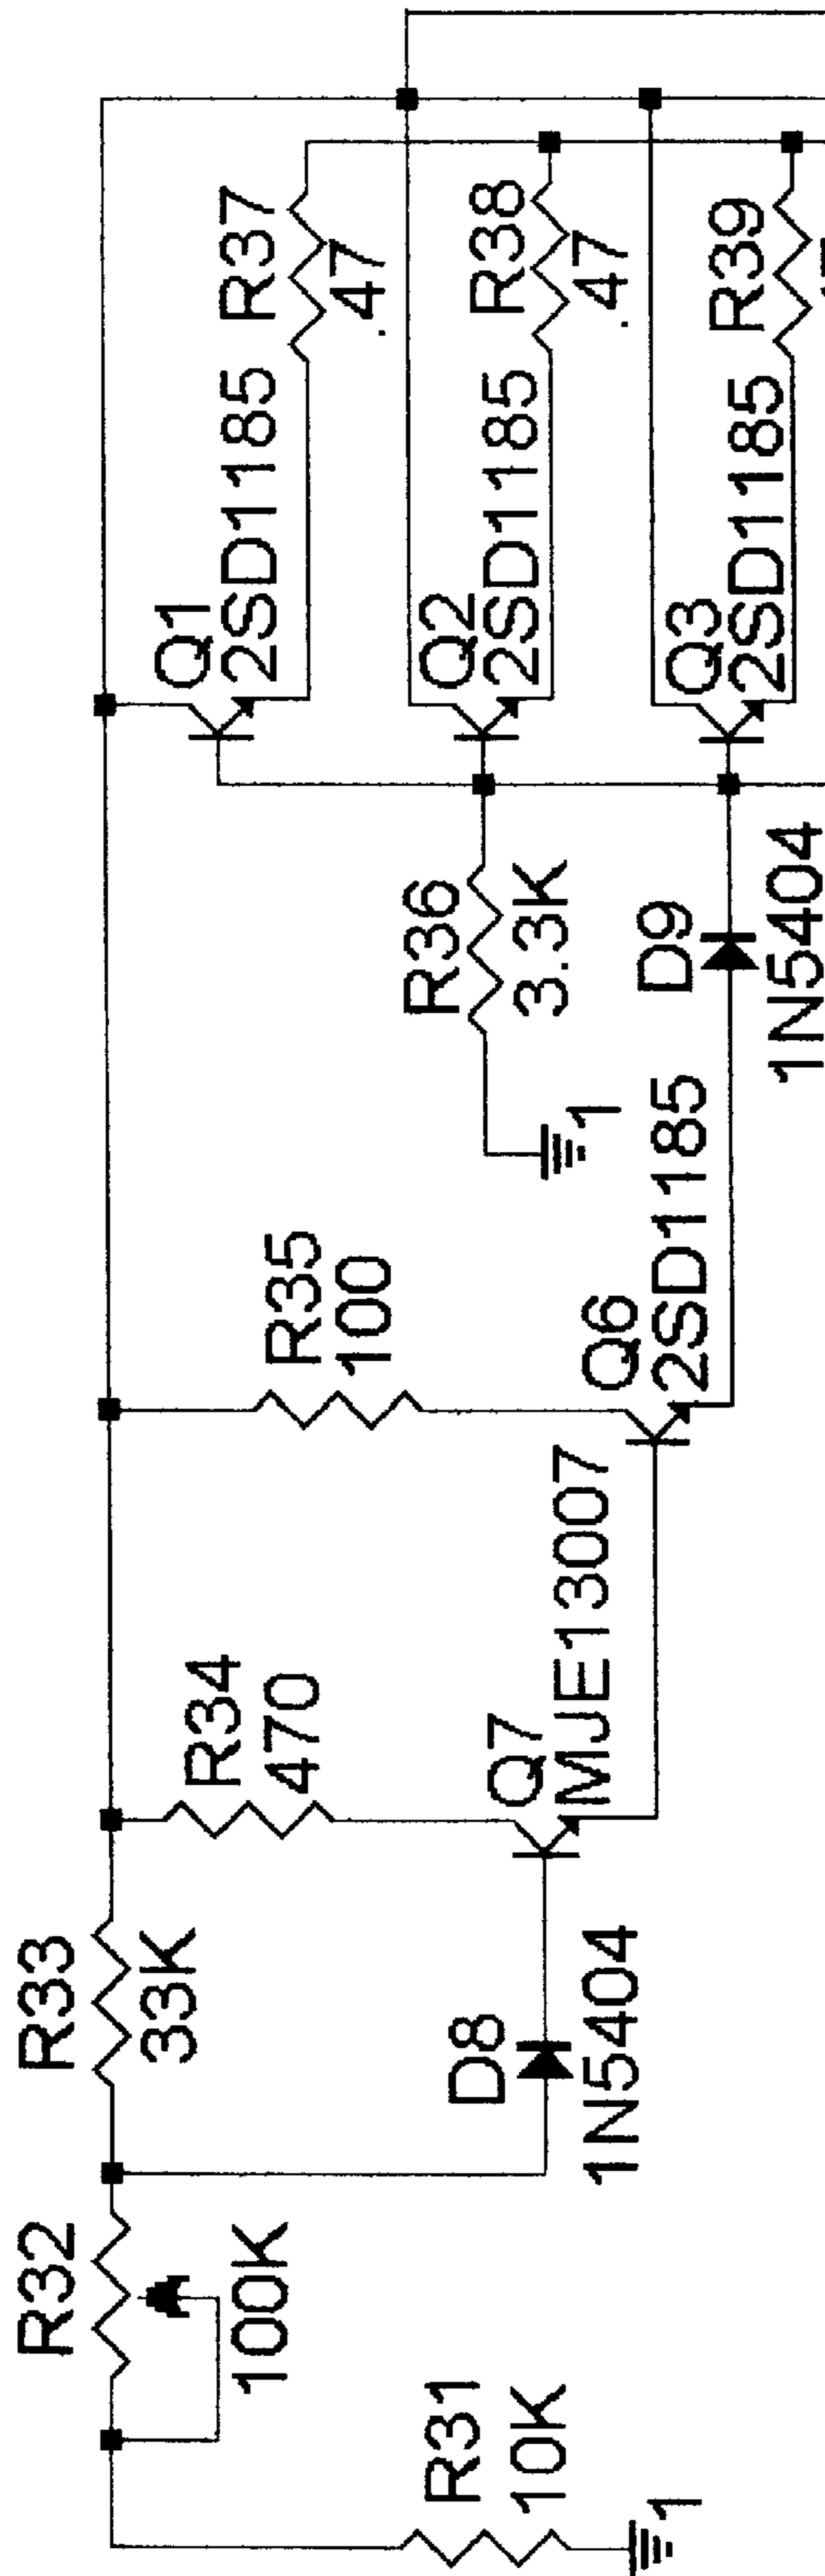 R37
.47
R38
.47
R39
Q1
2SD1185
Q2
2SD1185
Q3
2SD1185
R36
3.3K
D9
1N5404
1
R35
100
Q6
2SD1185
R34
470
Q7
MJE13007
R33
33K
D8
1N5404
R32
100K
R31
10K
1